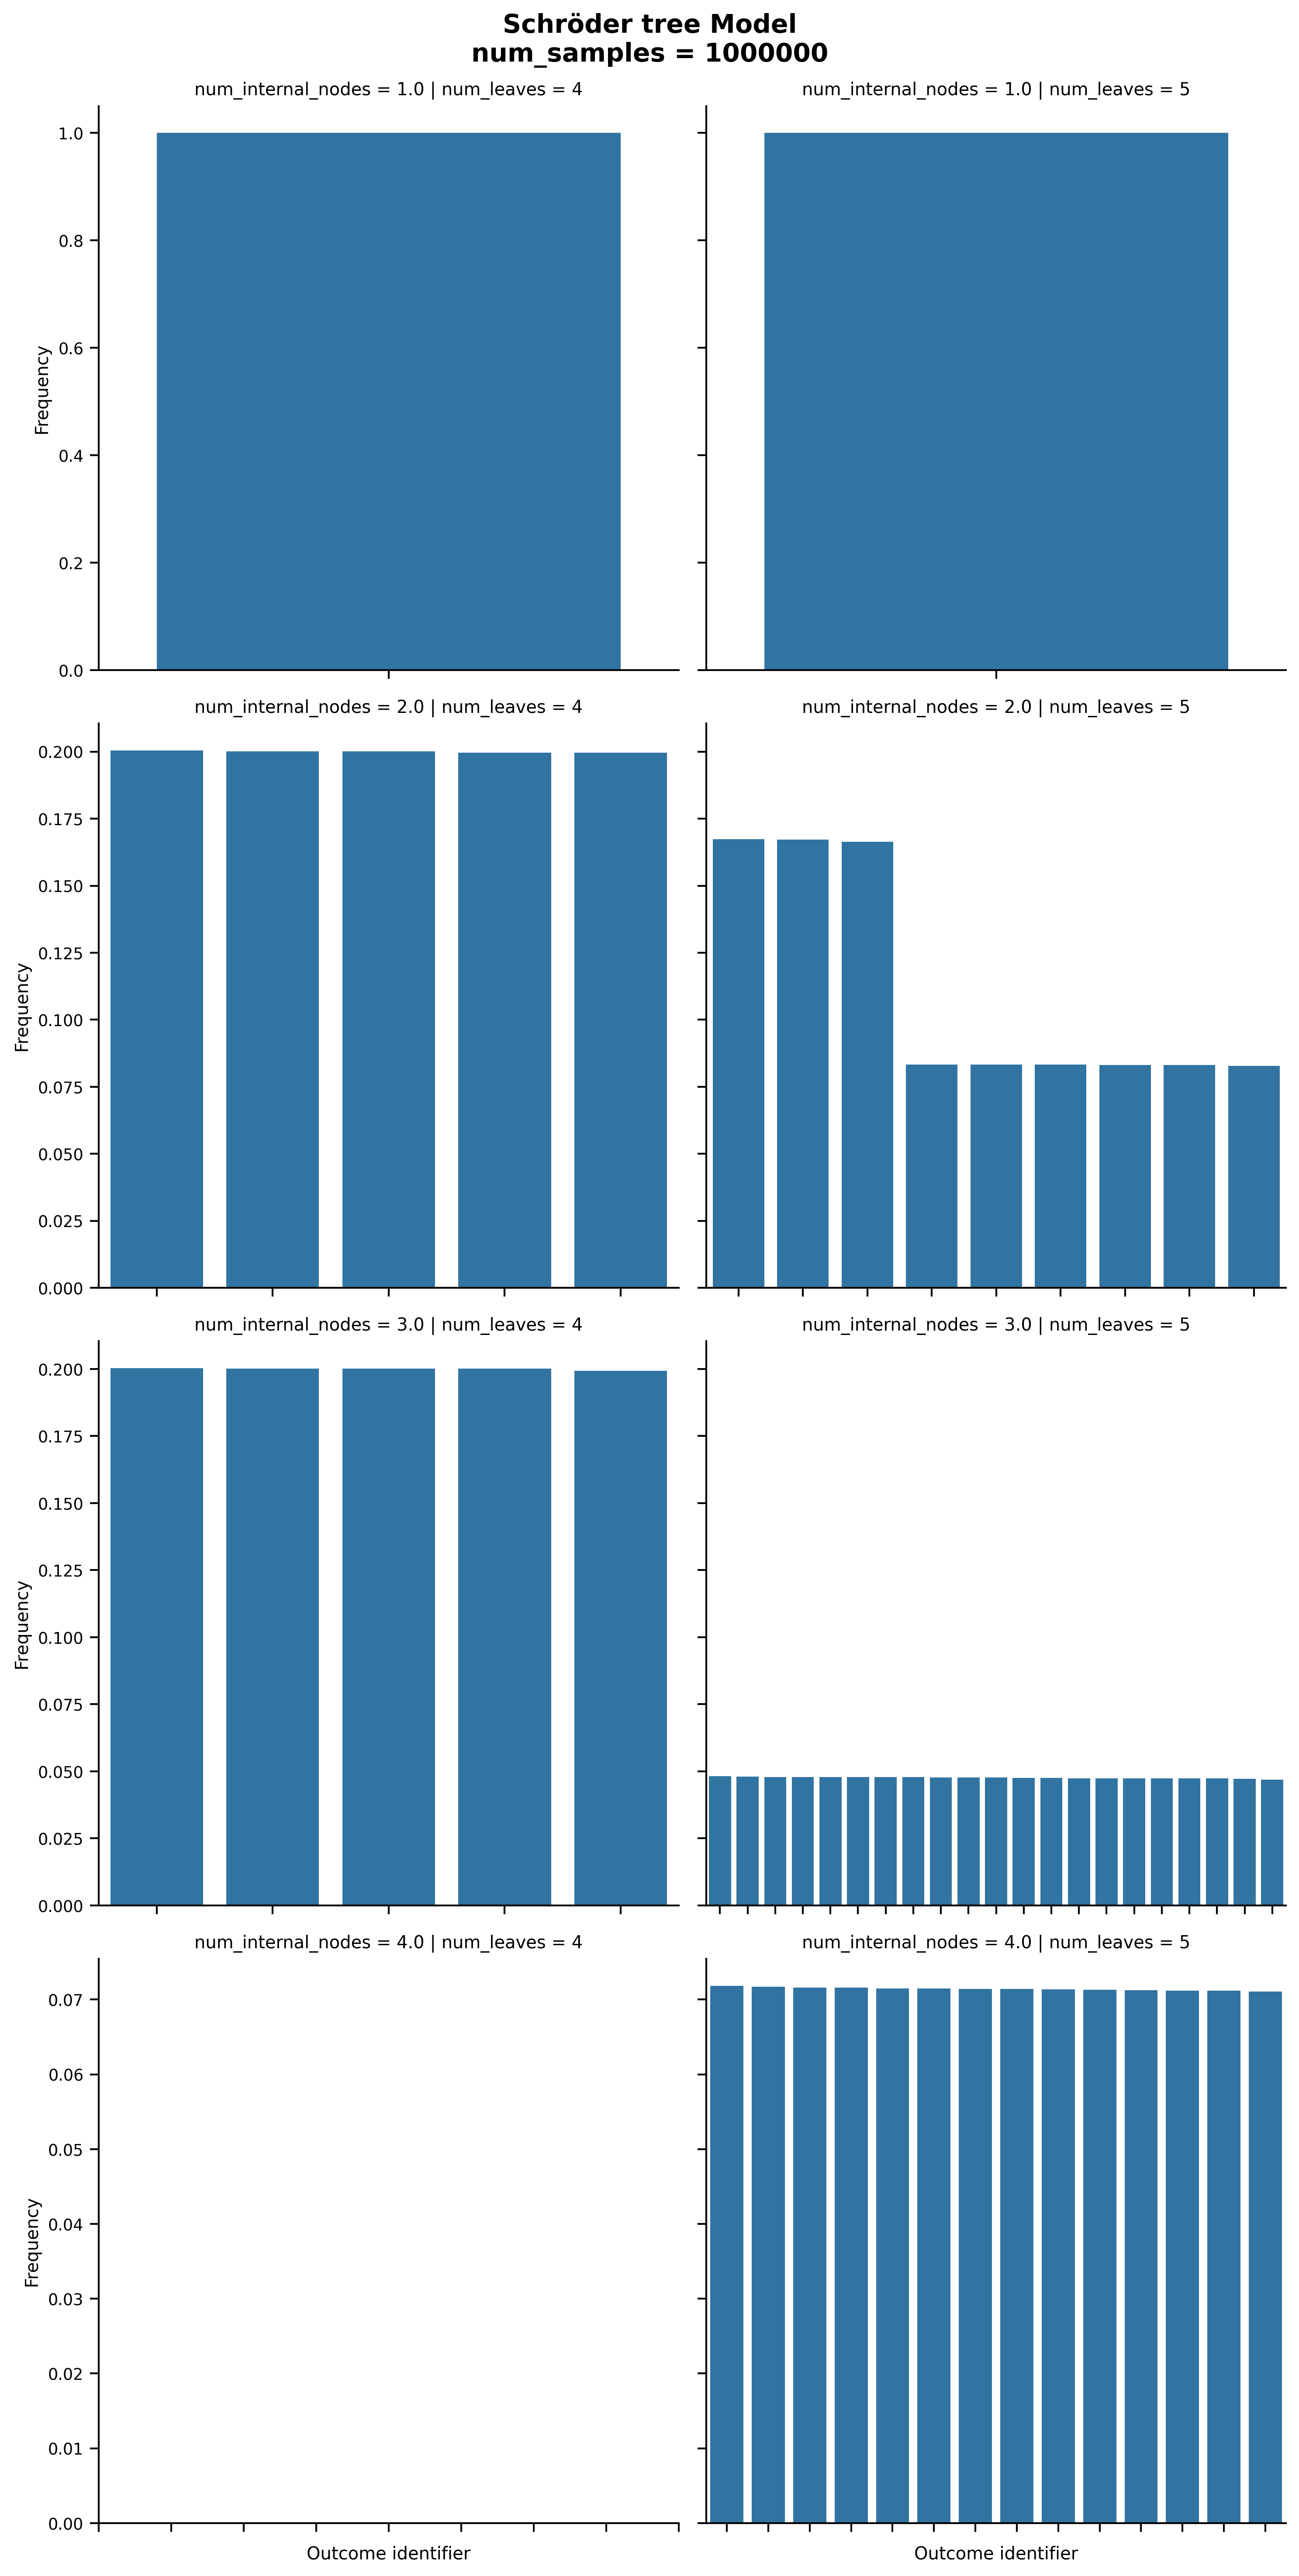 Schröder tree Model
num_samples = 1000000
num_internal_nodes = 1.0 | num_leaves = 4
num_internal_nodes = 1.0 | num_leaves = 5
1.0
0.8
0.6
0.4
0.2
0.0
Frequency
num_internal_nodes = 2.0 | num_leaves = 4
num_internal_nodes = 2.0 | num_leaves = 5
0.200
0.175
0.150
0.125
0.100
0.075
0.050
0.025
0.000
Frequency
num_internal_nodes = 3.0 | num_leaves = 4
num_internal_nodes = 3.0 | num_leaves = 5
0.200
0.175
0.150
0.125
0.100
0.075
0.050
0.025
0.000
Frequency
num_internal_nodes = 4.0 | num_leaves = 4
num_internal_nodes = 4.0 | num_leaves = 5
0.07
0.06
0.05
0.04
0.03
0.02
0.01
0.00
Frequency
Outcome identifier
Outcome identifier